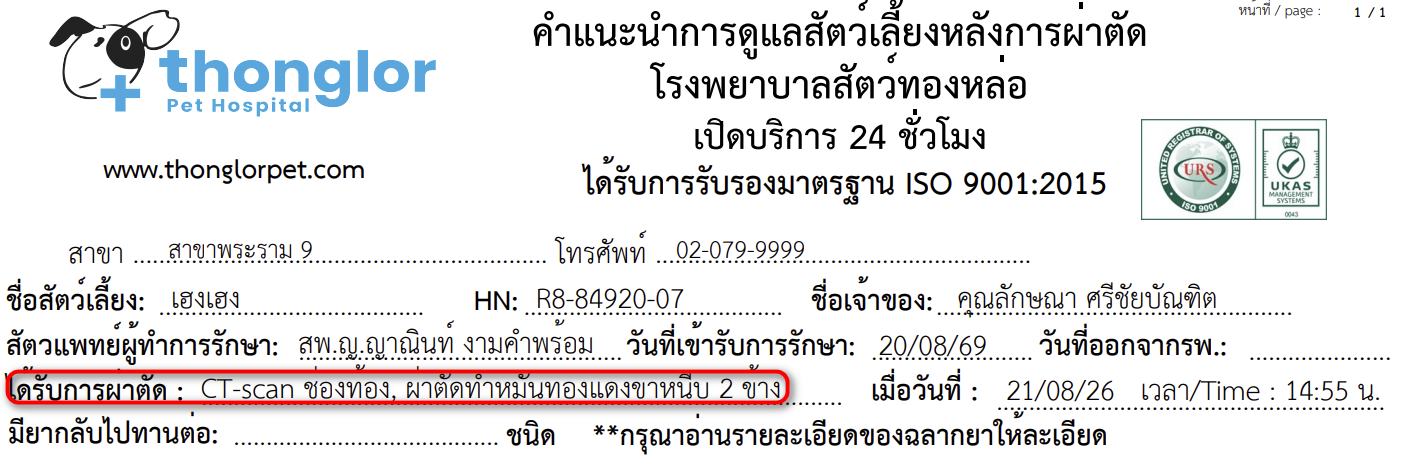 หน้าที่ / page : 1 / 1
คำแนะนำการดูแลสัตว์เลี้ยงหลังการผ่าตัด
thonglor
Pet Hospital
โรงพยาบาลสัตว์ทองหล่อ
เปิดบริการ 24 ชั่วโมง
www.thonglorpet.com
ได้รับการรับรองมาตรฐาน ISO 9001:2015
UNITED REGISTRAR OF SYSTEMS
URS
ISO 9001
UKAS
MANAGEMENT
SYSTEMS
0043
สาขา สาขาพระราม 9 โทรศัพท์ 02-079-9999
ชื่อสัตว์เลี้ยง: เฮงเฮง HN: R8-84920-07 ชื่อเจ้าของ: คุณลักษณา ศรีชัยบัณฑิต
สัตวแพทย์ผู้ทำการรักษา: สพ.ญ.ญาณินท์ งามคำพร้อม วันที่เข้ารับการรักษา: 20/08/69 วันที่ออกจากรพ.:
ได้รับการผ่าตัด : CT-scan ช่องท้อง, ผ่าตัดทำหมันทองแดงขาหนีบ 2 ข้าง เมื่อวันที่ : 21/08/26 เวลา/Time : 14:55 น.
มียากลับไปทานต่อ: ชนิด **กรุณาอ่านรายละเอียดของฉลากยาให้ละเอียด